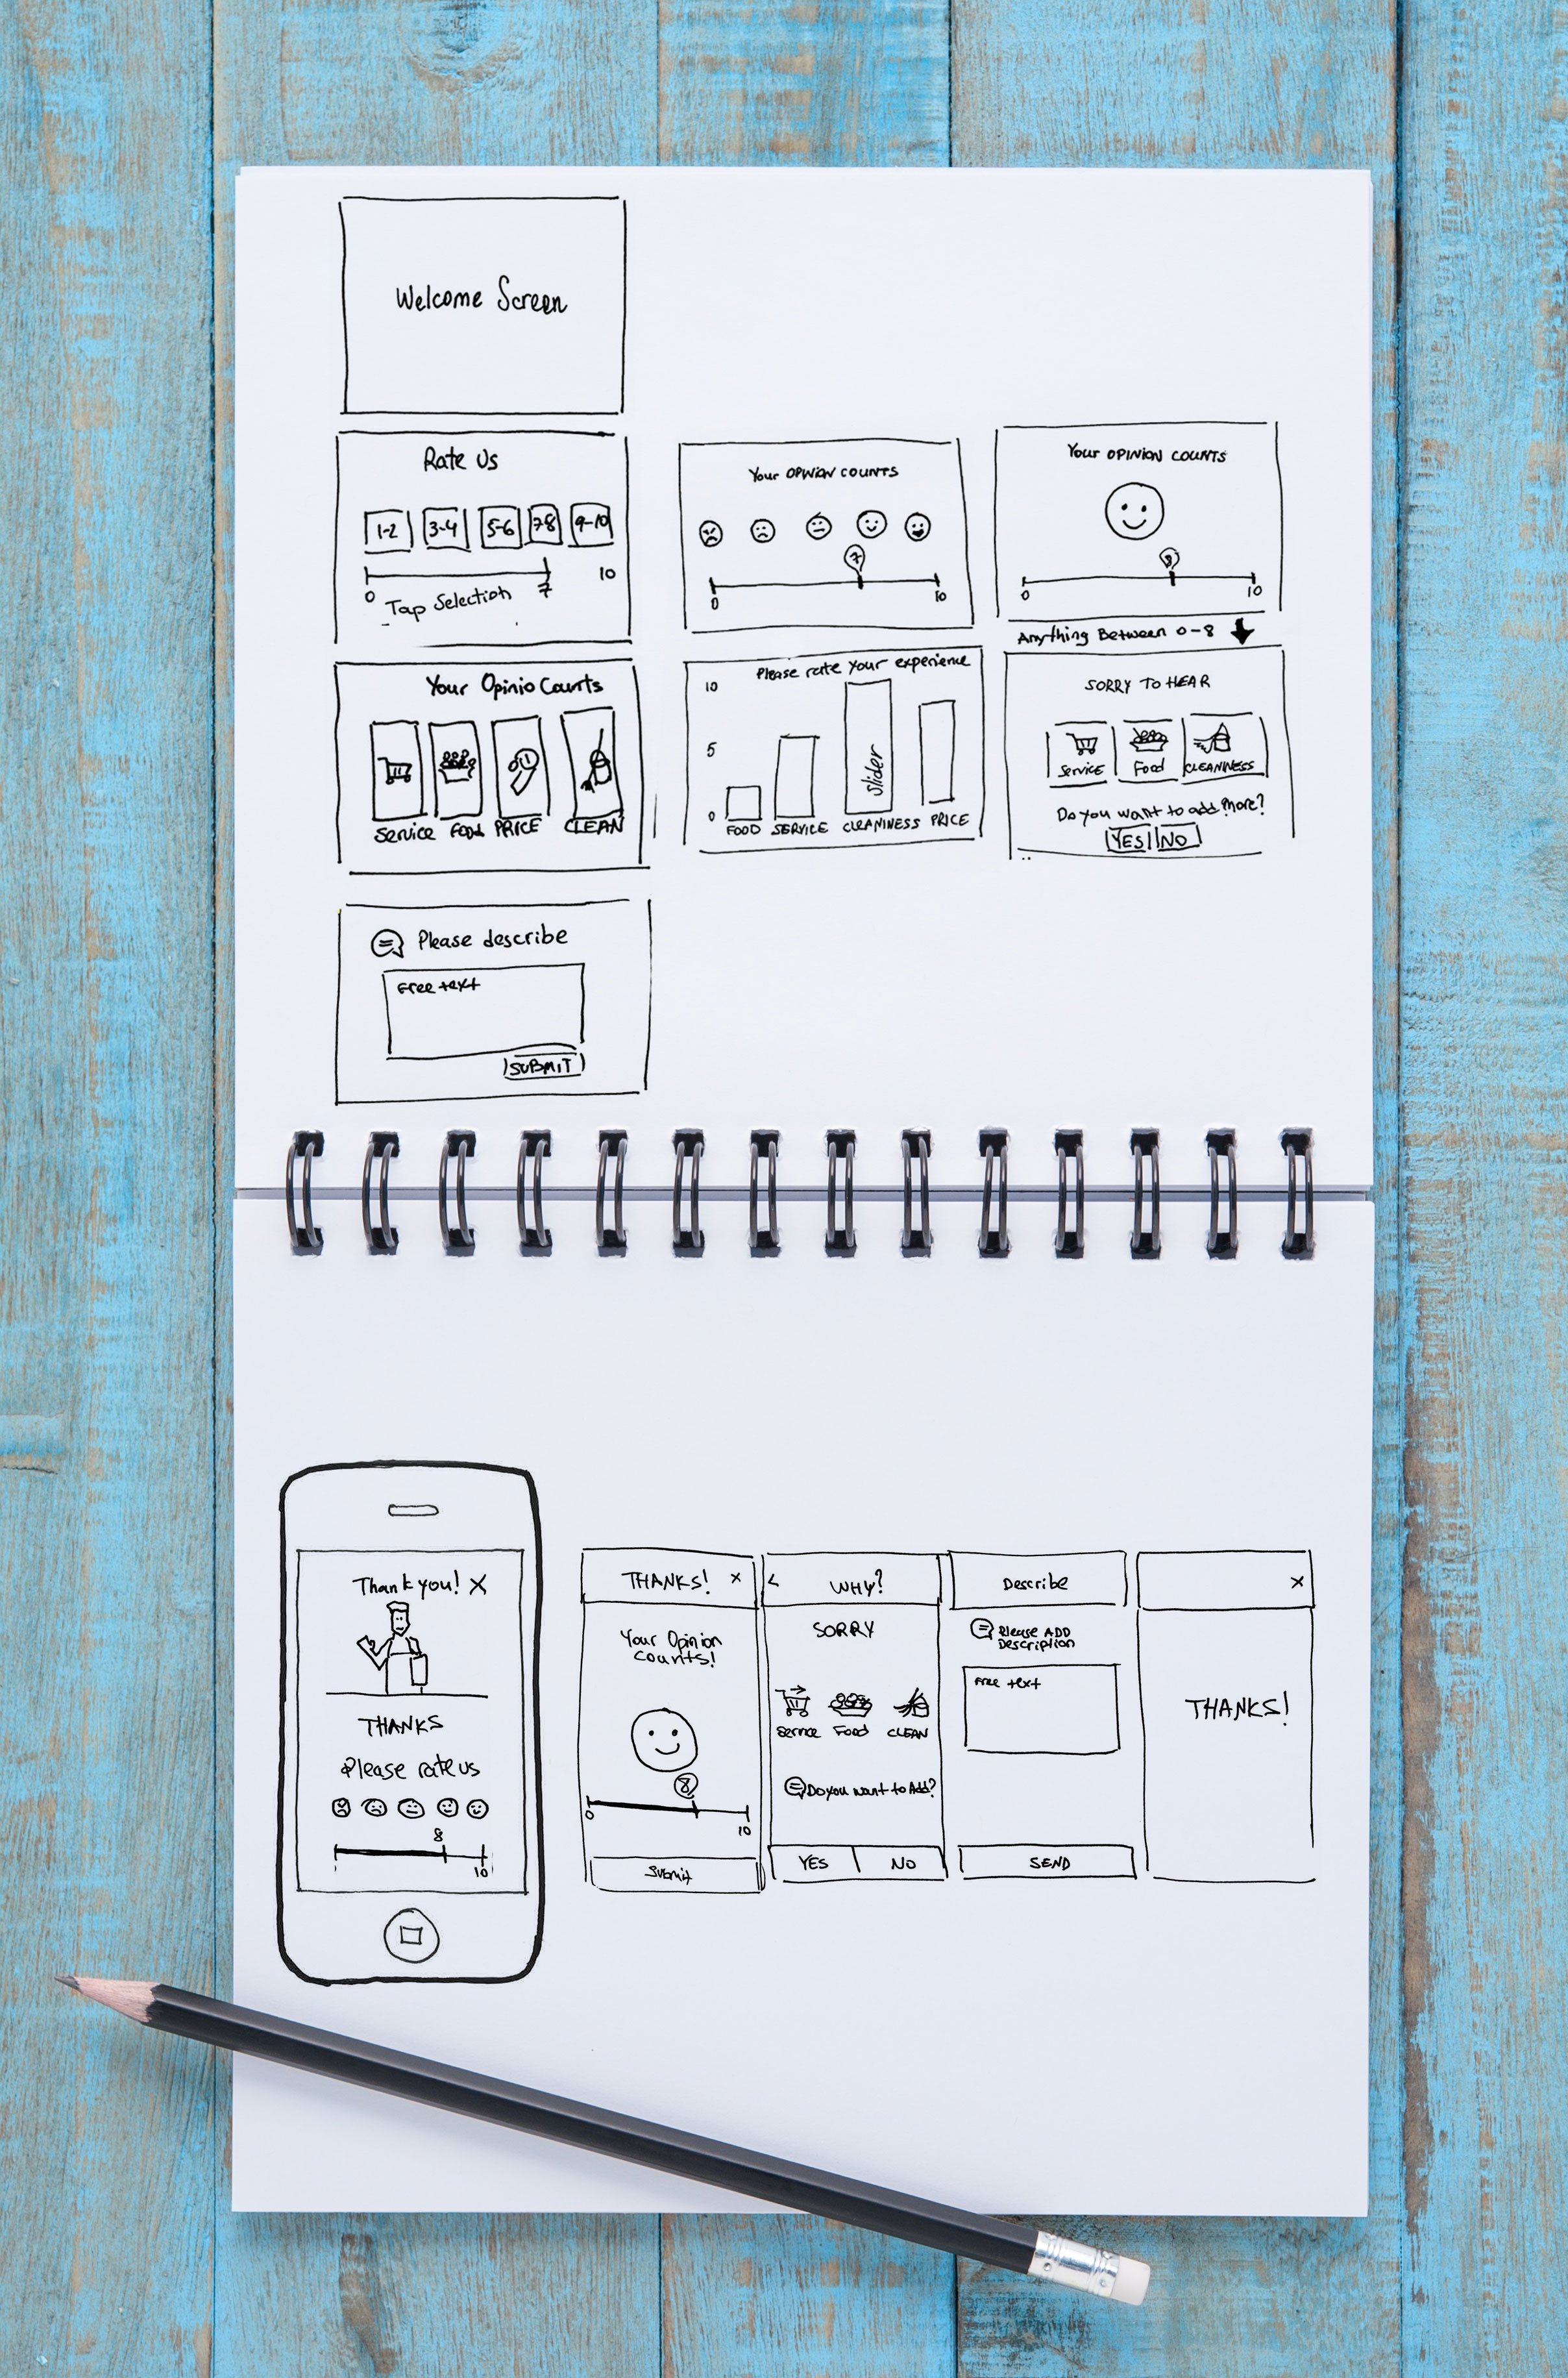 Welcome Screen
Rate Us
1-2 3-4 5-6 7-8 9-10
0 7 10
Tap Selection
Your OPINION COUNTS
7
0 10
Your OPINION COUNTS
0 10
Anything Between 0-8
Your Opinio Counts
Service Food PRICE CLEAN
Please rate your experience
10
5
0
slider
FOOD SERVICE CLEANINESS PRICE
SORRY TO HEAR
Service Food CLEANINESS
Do you want to add more?
YES NO
Please describe
Free text
SUBMIT
Thank you! X
THANKS
Please rate us
8
10
THANKS! X
Your Opinion
counts!
8
0 10
Submit
< WHY?
SORRY
Service Food CLEAN
Do you want to Add?
YES NO
Describe
Please ADD
Description
Free text
SEND
X
THANKS!